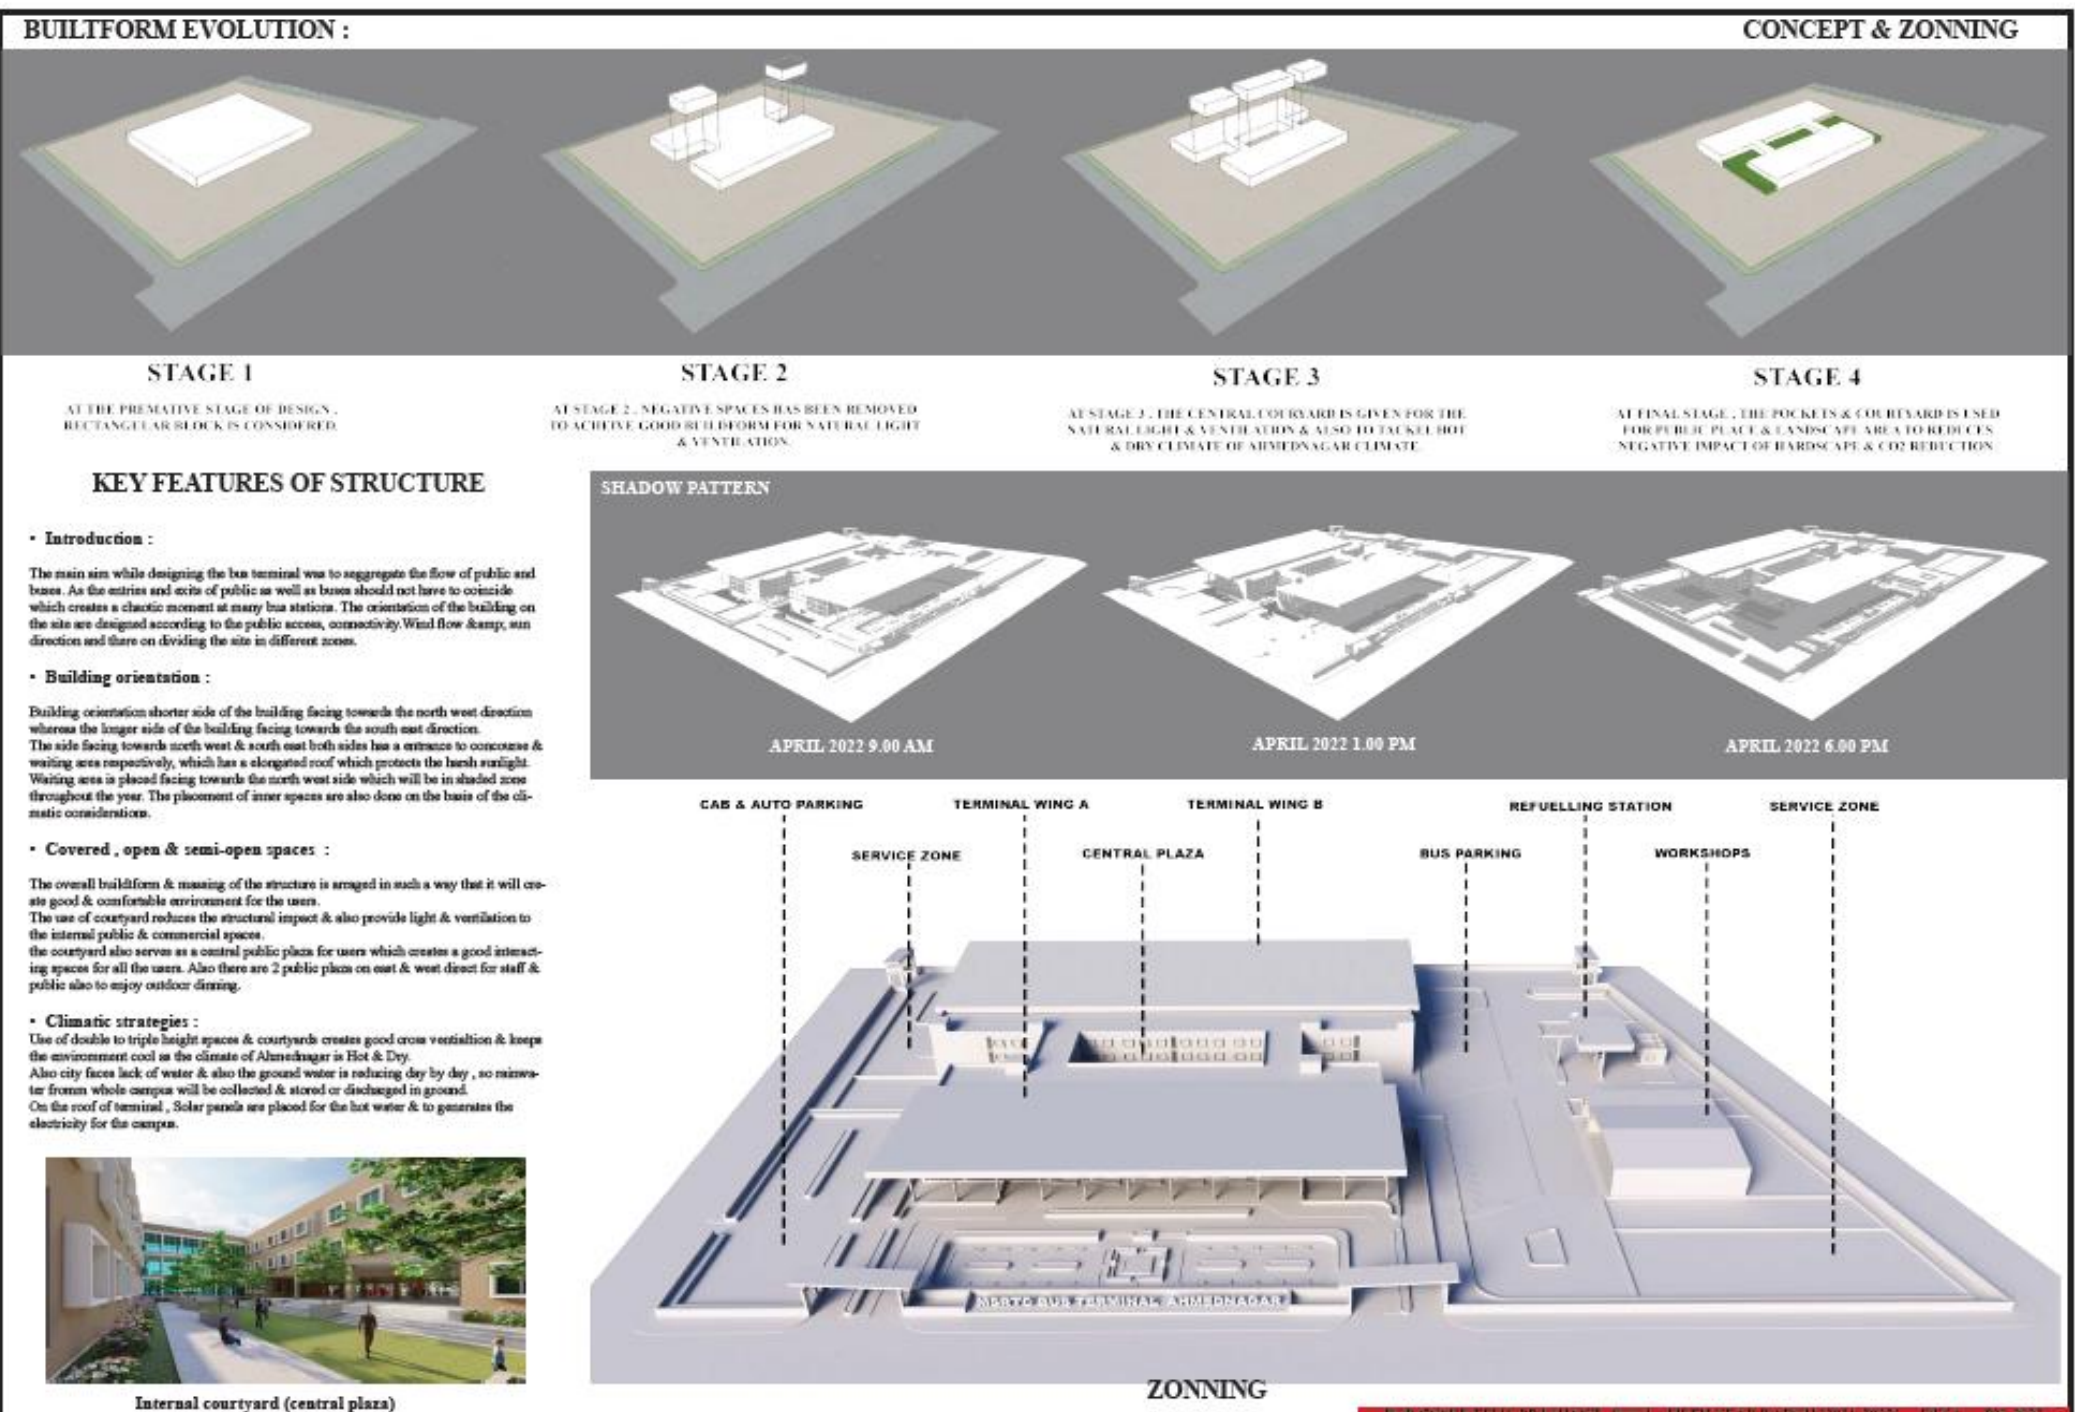 BUILTFORM EVOLUTION :
CONCEPT & ZONNING
STAGE 1
AT THE PREMATIVE STAGE OF DESIGN ,
RECTANGULAR BLOCK IS CONSIDERED.
STAGE 2
AT STAGE 2 , NEGATIVE SPACES HAS BEEN REMOVED
TO ACHEIVE GOOD BUILDFORM FOR NATURAL LIGHT
& VENTILATION.
STAGE 3
AT STAGE 3 , THE CENTRAL COURYARD IS GIVEN FOR THE
NATURAL LIGHT & VENTILATION & ALSO TO TACKEL HOT
& DRY CLIMATE OF AHMEDNAGAR CLIMATE
STAGE 4
AT FINAL STAGE , THE POCKETS & COURTYARD IS USED
FOR PUBLIC PLACE & LANDSCAPE AREA TO REDUCES
NEGATIVE IMPACT OF HARDSCAPE & CO2 REDUCTION
KEY FEATURES OF STRUCTURE
• Introduction :
The main aim while designing the bus terminal was to seggregate the flow of public and
buses. As the entries and exits of public as well as buses should not have to coincide
which creates a chaotic moment at many bus stations. The orientation of the building on
the site are designed according to the public access, connectivity.Wind flow &amp; sun
direction and there on dividing the site in different zones.
• Building orientation :
Building orientation shorter side of the building facing towards the north west direction
whereas the longer side of the building facing towards the south east direction.
The side facing towards north west & south east both sides has a entrance to concourse &
waiting area respectively, which has a elongated roof which protects the harsh sunlight.
Waiting area is placed facing towards the north west side which will be in shaded zone
throughout the year. The placement of inner spaces are also done on the basis of the cli-
matic considerations.
• Covered , open & semi-open spaces :
The overall buildform & massing of the structure is arraged in such a way that it will cre-
ate good & comfortable environment for the users.
The use of courtyard reduces the structural impact & also provide light & ventilation to
the internal public & commercial spaces.
the courtyard also serves as a central public plaza for users which creates a good interact-
ing spaces for all the users. Also there are 2 public plaza on east & west direct for staff &
public also to enjoy outdoor dinning.
• Climatic strategies :
Use of double to triple height spaces & courtyards creates good cross ventialtion & keeps
the environment cool as the climate of Ahmednagar is Hot & Dry.
Also city faces lack of water & also the ground water is reducing day by day , so rainwa-
ter fromm whole campus will be collected & stored or discharged in ground.
On the roof of terminal , Solar panels are placed for the hot water & to generates the
electricity for the campus.
Internal courtyard (central plaza)
SHADOW PATTERN
APRIL 2022 9.00 AM
APRIL 2022 1.00 PM
APRIL 2022 6.00 PM
CAB & AUTO PARKING
TERMINAL WING A
TERMINAL WING B
REFUELLING STATION
SERVICE ZONE
SERVICE ZONE
CENTRAL PLAZA
BUS PARKING
WORKSHOPS
MSRTC BUS TERMINAL AHMEDNAGAR
ZONNING